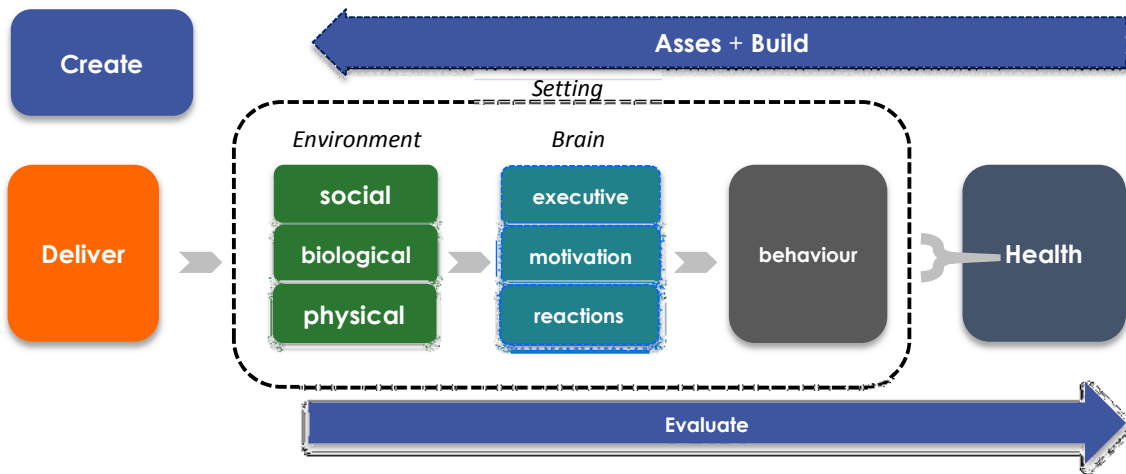 Create
Asses + Build
Setting
Environment
Brain
social
executive
Deliver
biological
motivation
behaviour
Health
physical
reactions
Evaluate